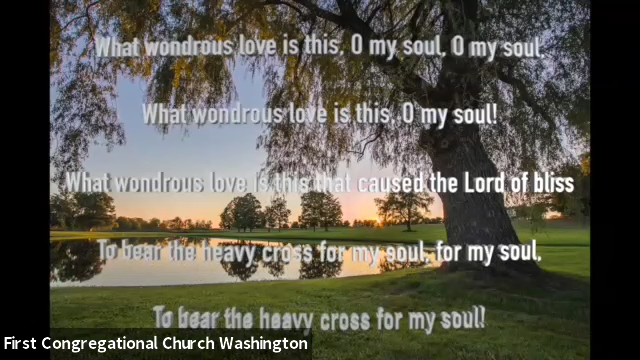 What wondrous love is this, O my soul, O my soul,
What wondrous love is this, O my soul!
What wondrous love is this that caused the Lord of bliss
To bear the heavy cross for my soul, for my soul,
To bear the heavy cross for my soul!
First Congregational Church Washington